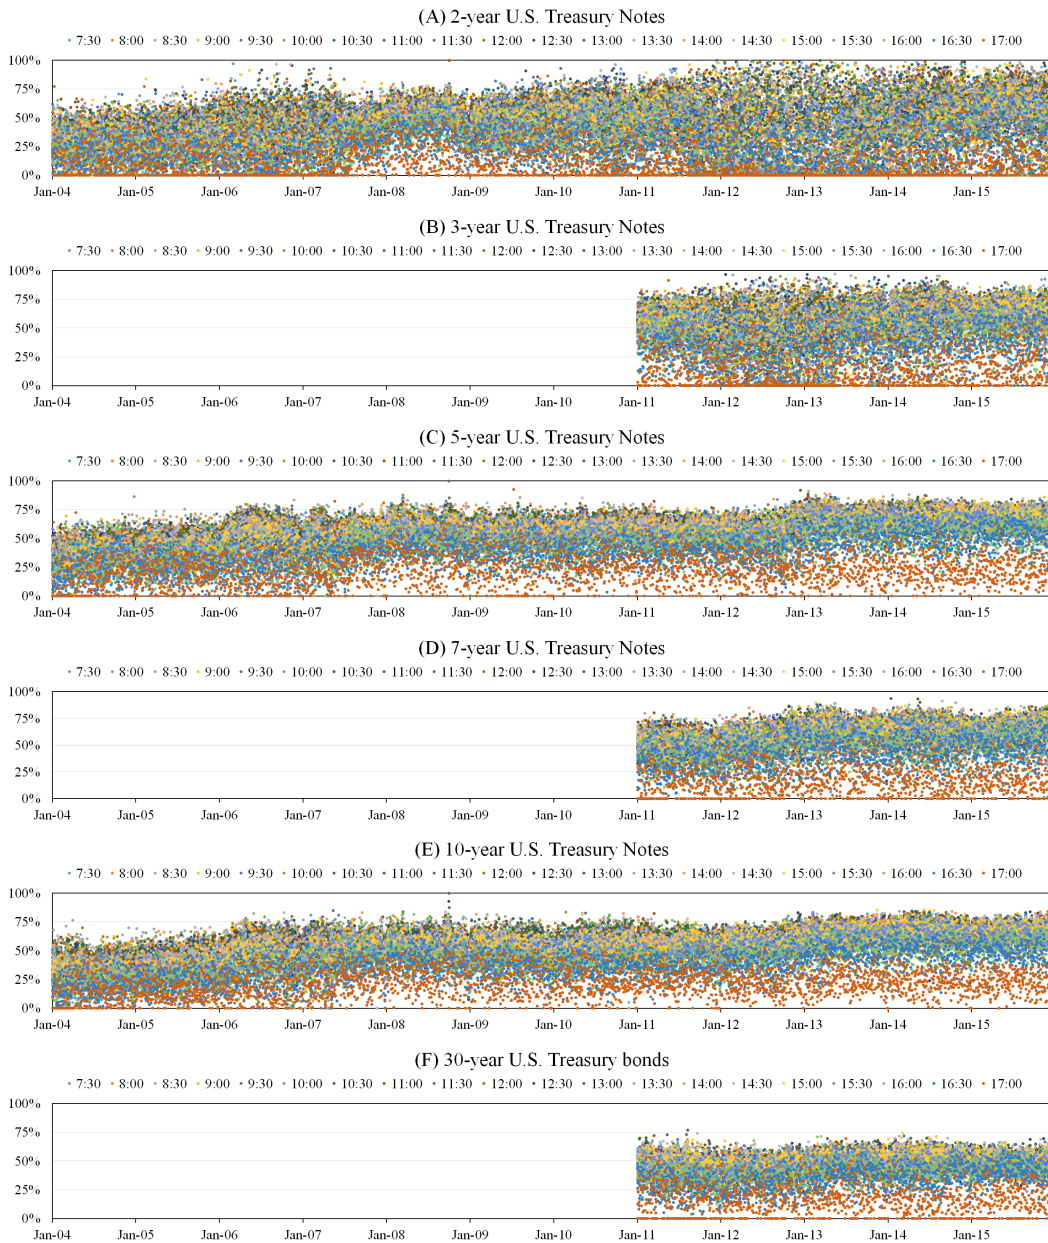 (A) 2-year U.S. Treasury Notes
7:30 8:00 8:30 9:00 9:30 10:00 10:30 11:00 11:30 12:00 12:30 13:00 13:30 14:00 14:30 15:00 15:30 16:00 16:30 17:00
100%
75%
50%
25%
0%
Jan-04 Jan-05 Jan-06 Jan-07 Jan-08 Jan-09 Jan-10 Jan-11 Jan-12 Jan-13 Jan-14 Jan-15
(B) 3-year U.S. Treasury Notes
7:30 8:00 8:30 9:00 9:30 10:00 10:30 11:00 11:30 12:00 12:30 13:00 13:30 14:00 14:30 15:00 15:30 16:00 16:30 17:00
100%
75%
50%
25%
0%
Jan-04 Jan-05 Jan-06 Jan-07 Jan-08 Jan-09 Jan-10 Jan-11 Jan-12 Jan-13 Jan-14 Jan-15
(C) 5-year U.S. Treasury Notes
7:30 8:00 8:30 9:00 9:30 10:00 10:30 11:00 11:30 12:00 12:30 13:00 13:30 14:00 14:30 15:00 15:30 16:00 16:30 17:00
100%
75%
50%
25%
0%
Jan-04 Jan-05 Jan-06 Jan-07 Jan-08 Jan-09 Jan-10 Jan-11 Jan-12 Jan-13 Jan-14 Jan-15
(D) 7-year U.S. Treasury Notes
7:30 8:00 8:30 9:00 9:30 10:00 10:30 11:00 11:30 12:00 12:30 13:00 13:30 14:00 14:30 15:00 15:30 16:00 16:30 17:00
100%
75%
50%
25%
0%
Jan-04 Jan-05 Jan-06 Jan-07 Jan-08 Jan-09 Jan-10 Jan-11 Jan-12 Jan-13 Jan-14 Jan-15
(E) 10-year U.S. Treasury Notes
7:30 8:00 8:30 9:00 9:30 10:00 10:30 11:00 11:30 12:00 12:30 13:00 13:30 14:00 14:30 15:00 15:30 16:00 16:30 17:00
100%
75%
50%
25%
0%
Jan-04 Jan-05 Jan-06 Jan-07 Jan-08 Jan-09 Jan-10 Jan-11 Jan-12 Jan-13 Jan-14 Jan-15
(F) 30-year U.S. Treasury bonds
7:30 8:00 8:30 9:00 9:30 10:00 10:30 11:00 11:30 12:00 12:30 13:00 13:30 14:00 14:30 15:00 15:30 16:00 16:30 17:00
100%
75%
50%
25%
0%
Jan-04 Jan-05 Jan-06 Jan-07 Jan-08 Jan-09 Jan-10 Jan-11 Jan-12 Jan-13 Jan-14 Jan-15